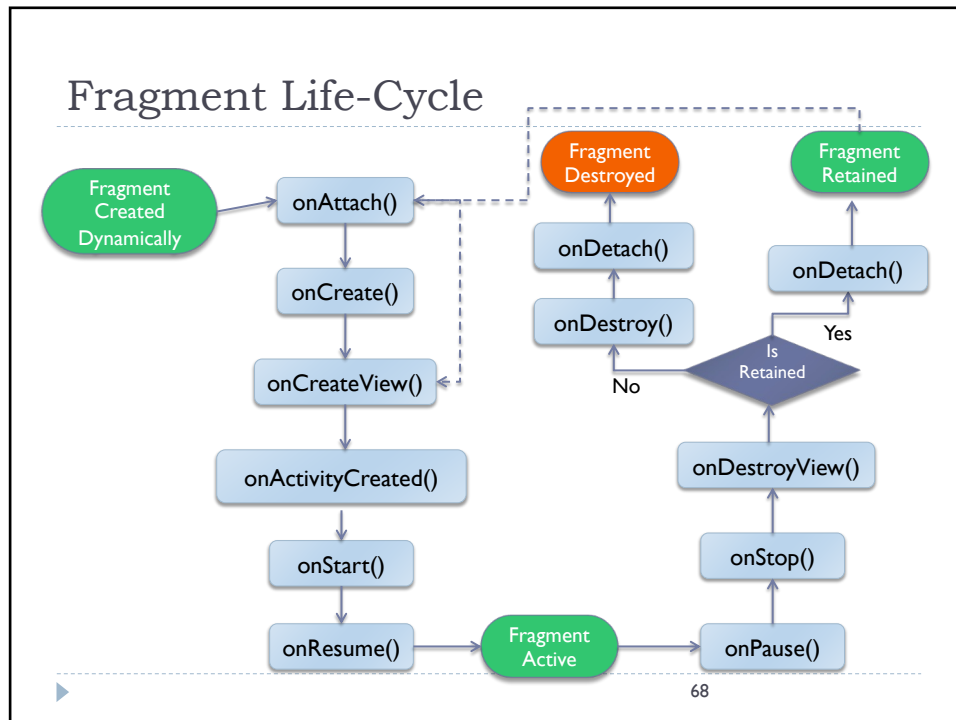 Fragment Life-Cycle
Fragment
Created
Dynamically
onAttach()
onCreate()
onCreateView()
onActivityCreated()
onStart()
onResume()
Fragment
Active
onPause()
onStop()
onDestroyView()
Is
Retained
No
Yes
onDestroy()
onDetach()
Fragment
Destroyed
onDetach()
Fragment
Retained
68